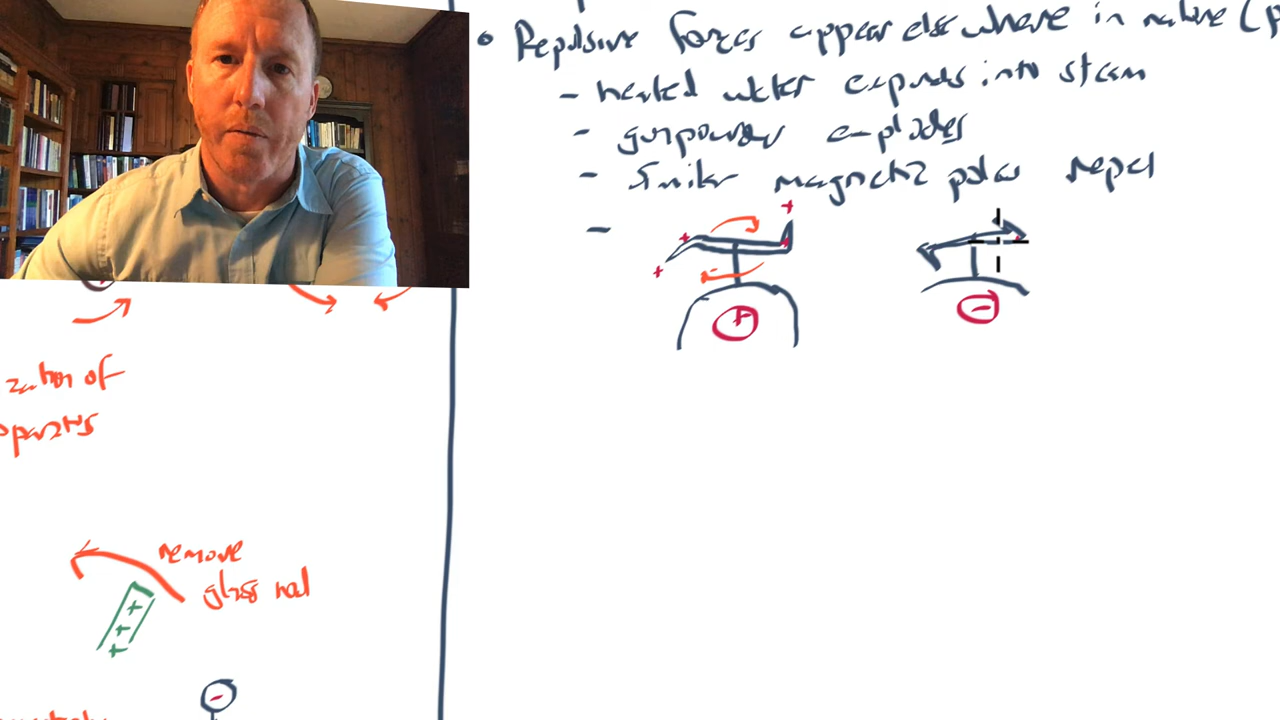 • Repulsive forces appear elsewhere in nature (p
- heated water expands into steam
- gunpowder explodes
- Similar magnetic poles repel
-
+ + + +
+ -
of
remove
glass rod
+ + +
-